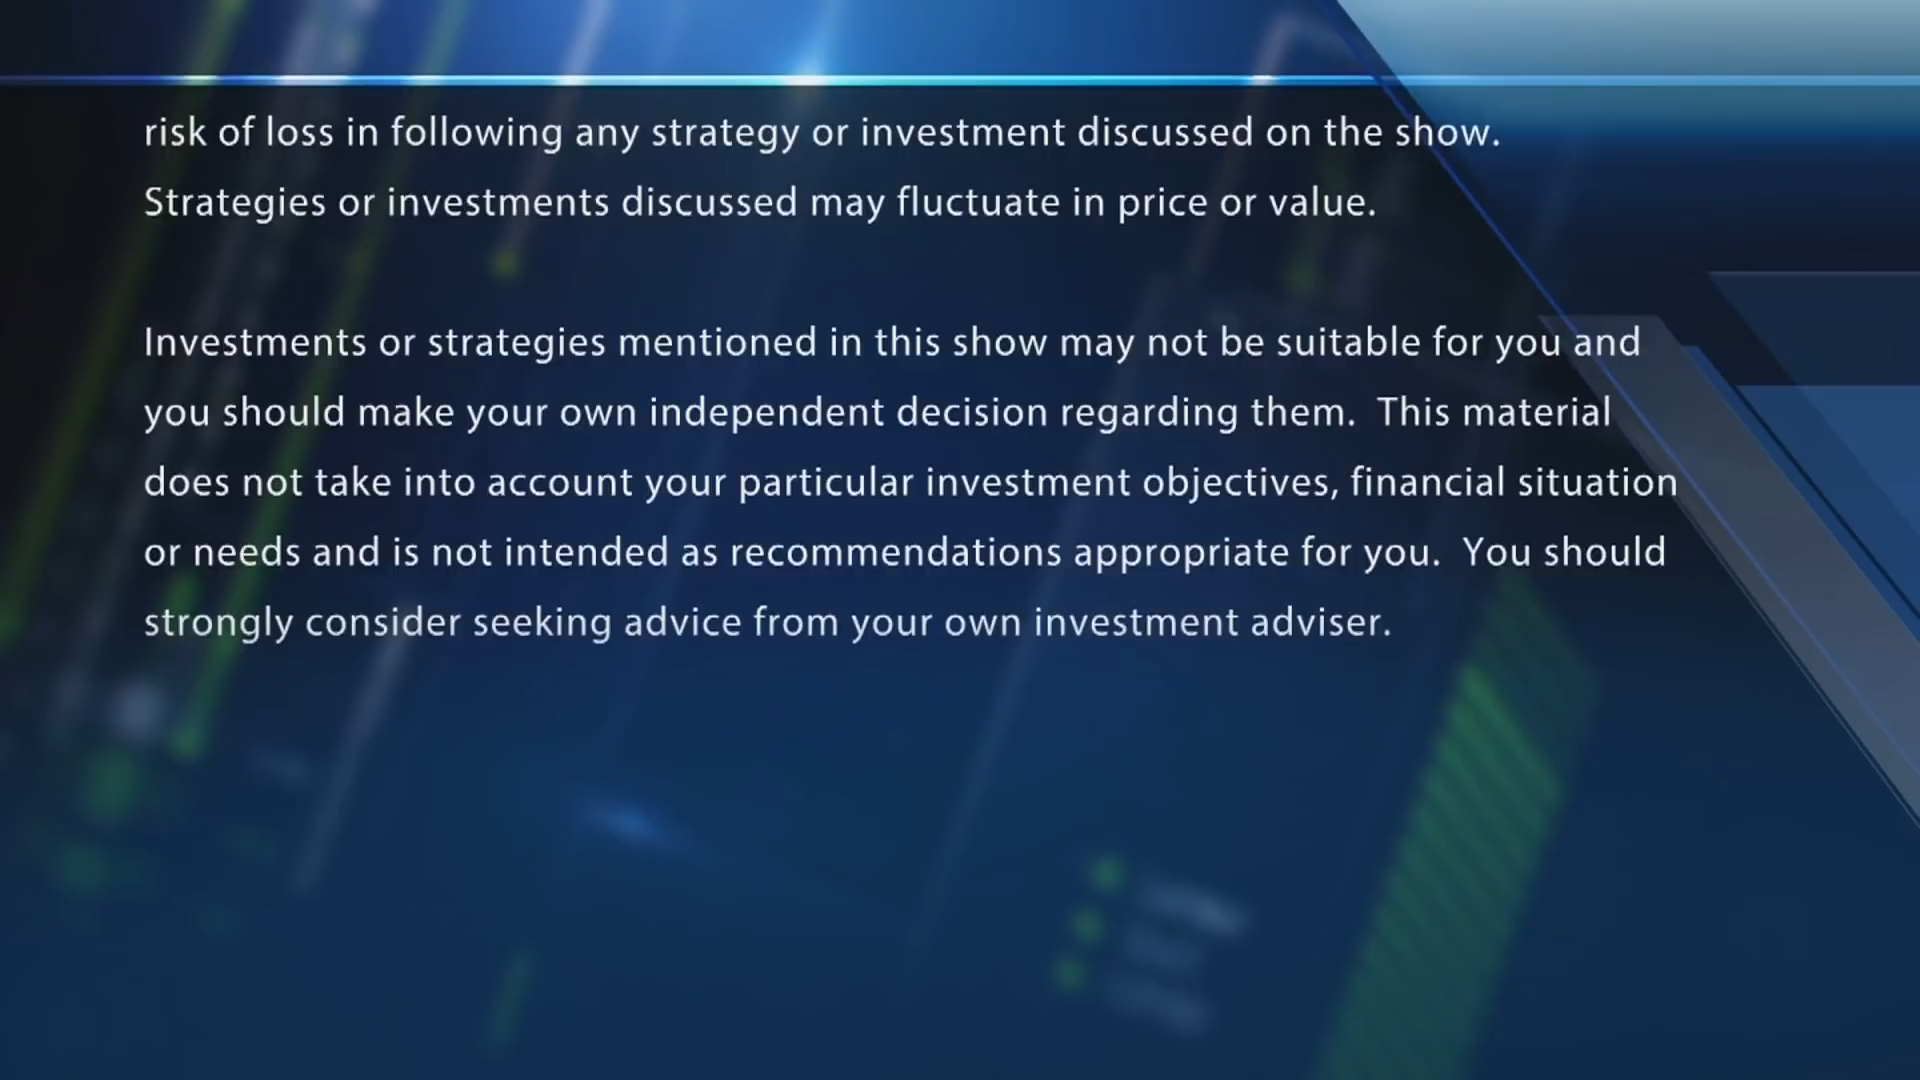 risk of loss in following any strategy or investment discussed on the show.
Strategies or investments discussed may fluctuate in price or value.
Investments or strategies mentioned in this show may not be suitable for you and
you should make your own independent decision regarding them.  This material
does not take into account your particular investment objectives, financial situation
or needs and is not intended as recommendations appropriate for you.  You should
strongly consider seeking advice from your own investment adviser.